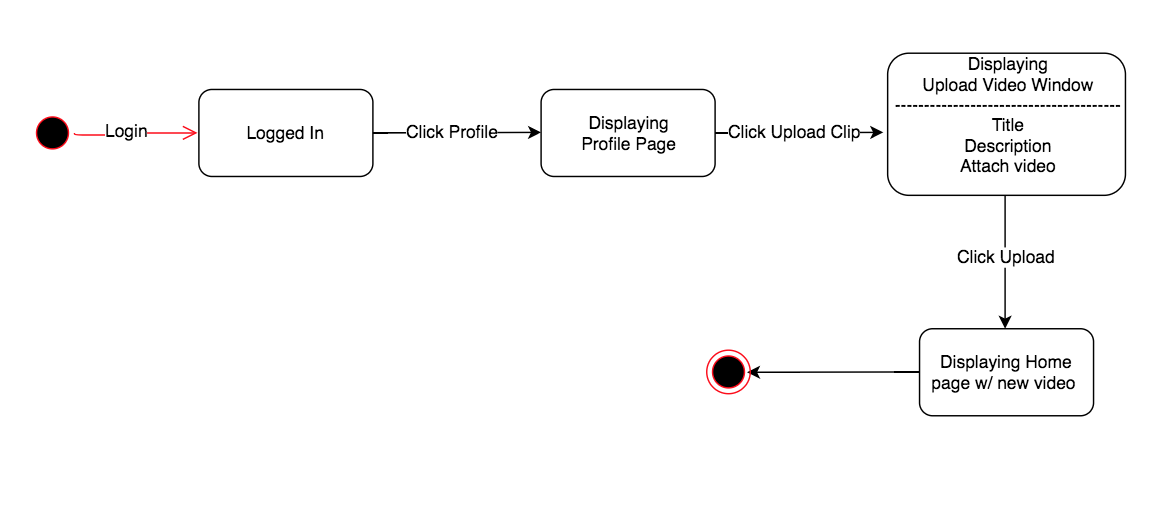 Login
Logged In
Click Profile
Displaying
Profile Page
Click Upload Clip
Displaying
Upload Video Window
Title
Description
Attach video
Click Upload
Displaying Home
page w/ new video